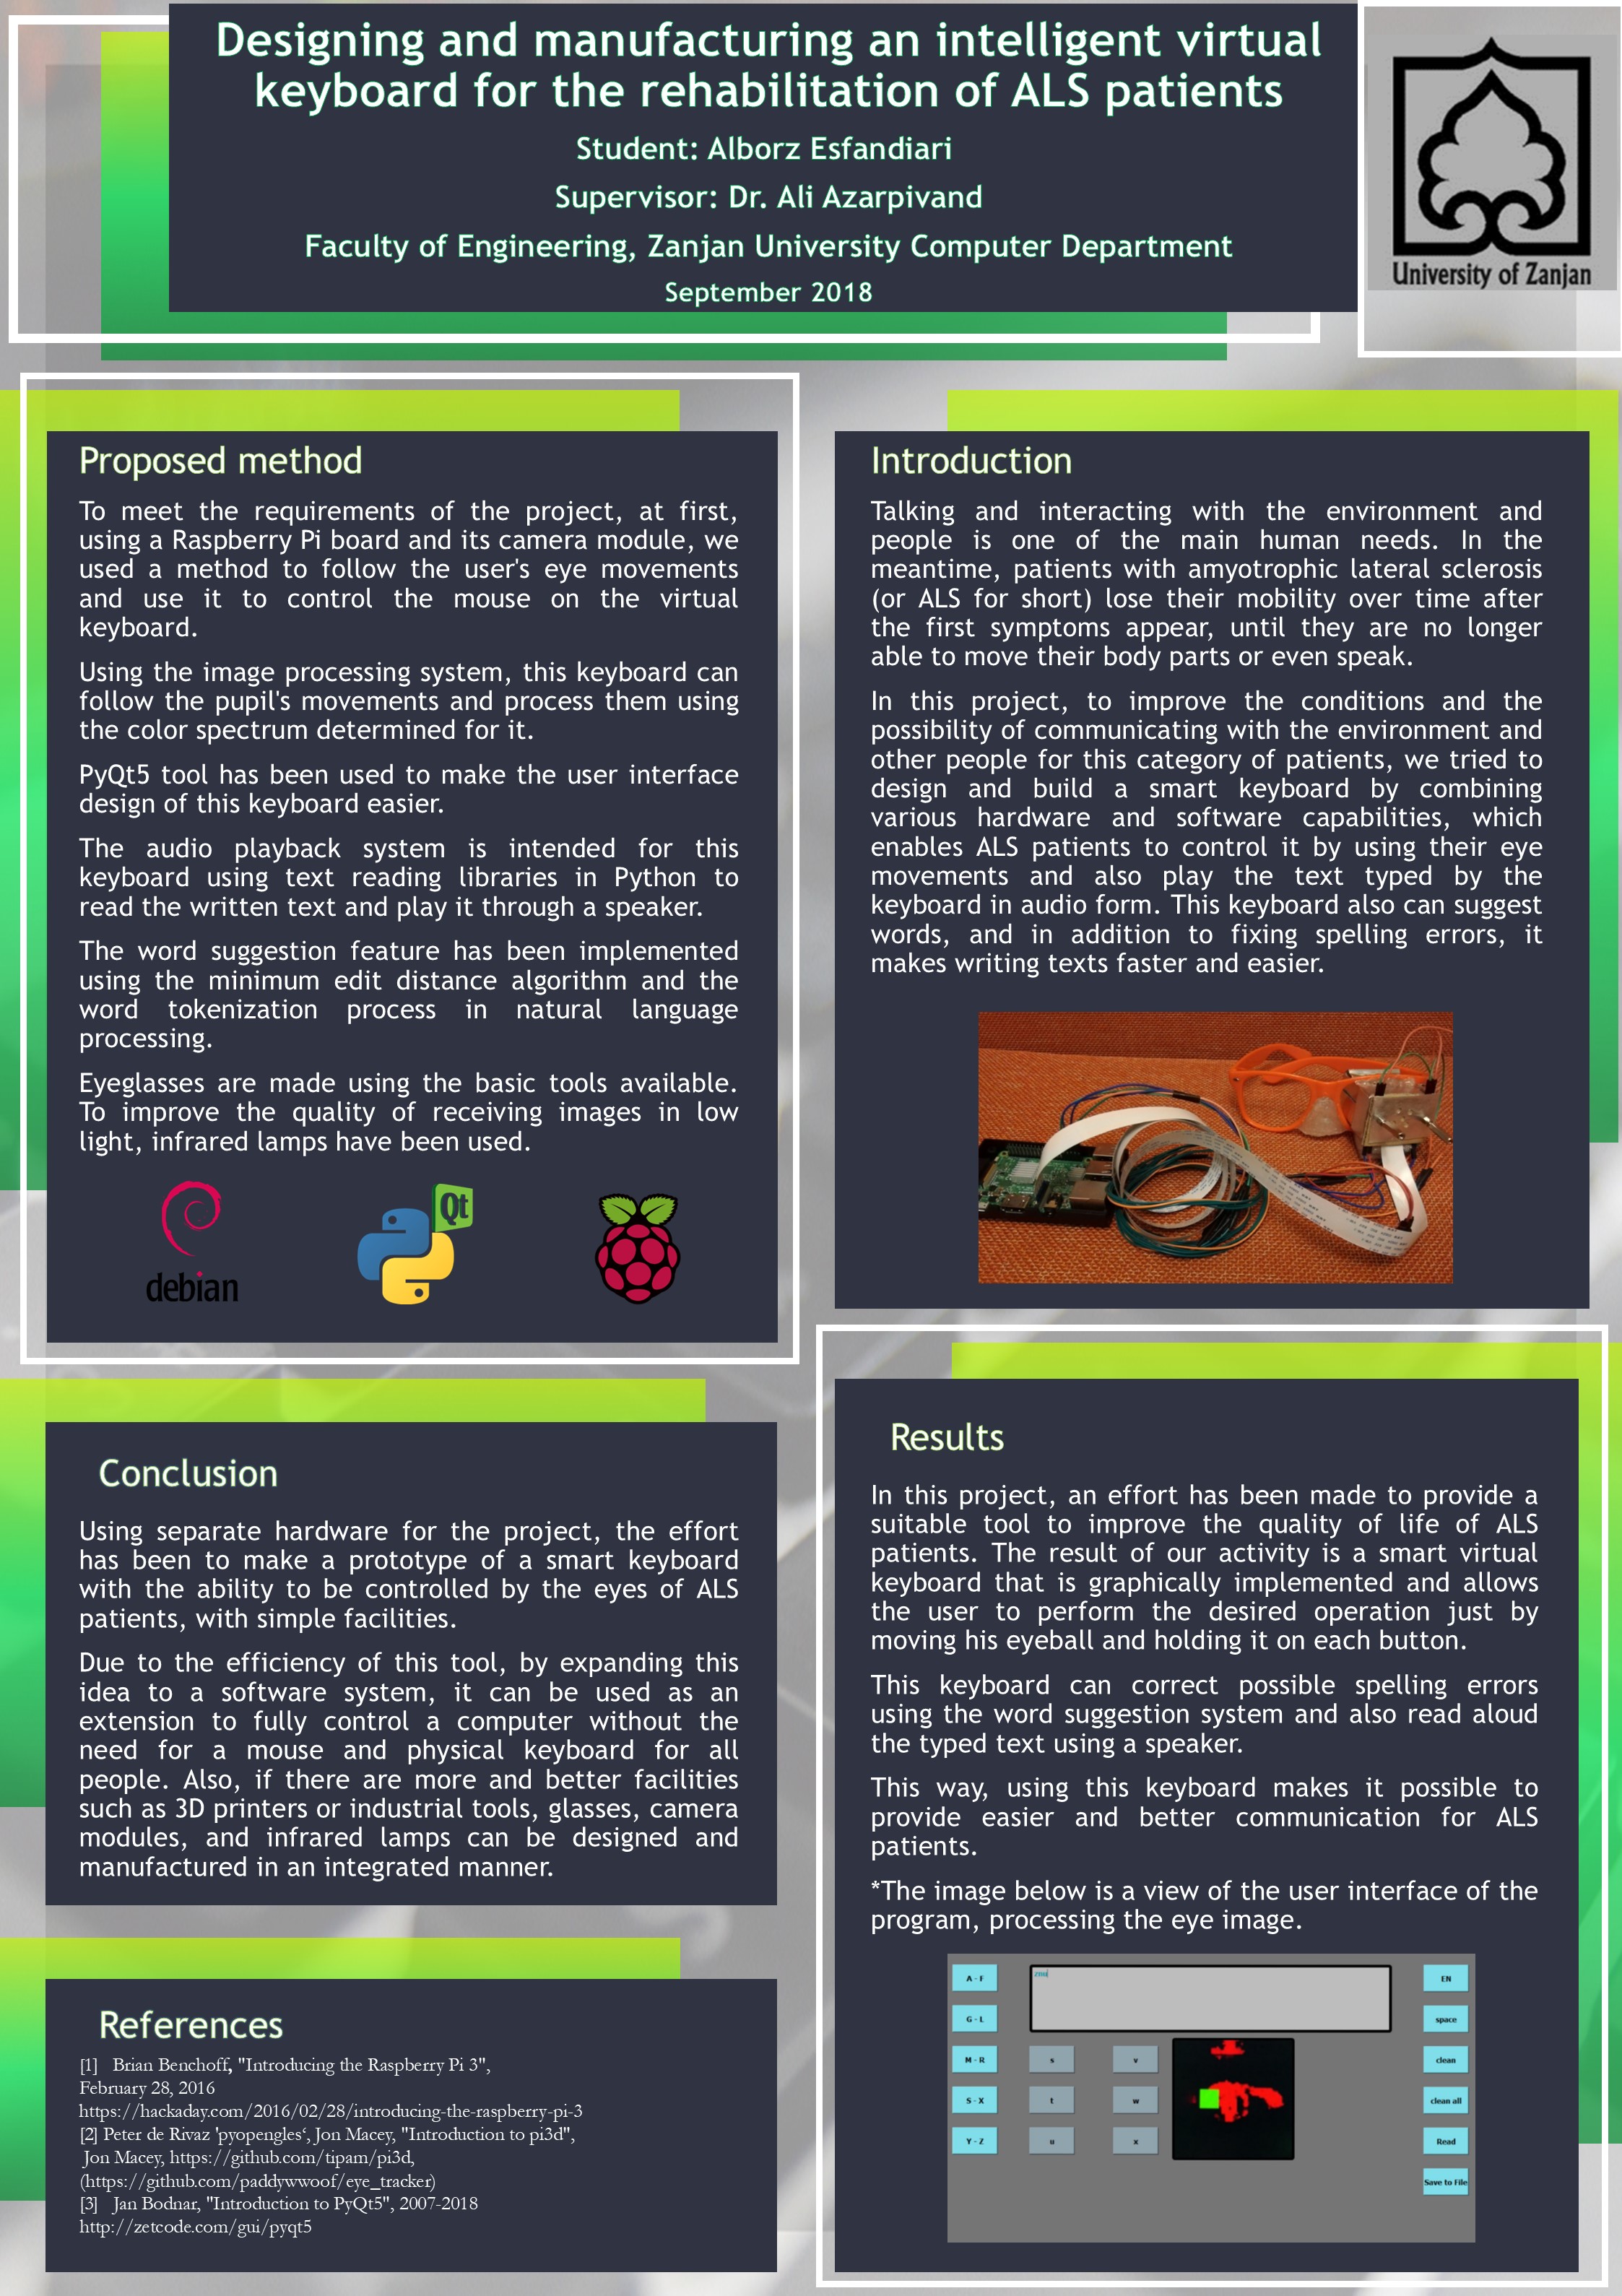 Designing and manufacturing an intelligent virtual
keyboard for the rehabilitation of ALS patients
Student: Alborz Esfandiari
Supervisor: Dr. Ali Azarpivand
Faculty of Engineering, Zanjan University Computer Department
September 2018
University of Zanjan
Proposed method
To meet the requirements of the project, at first,
using a Raspberry Pi board and its camera module, we
used a method to follow the user's eye movements
and use it to control the mouse on the virtual
keyboard.
Using the image processing system, this keyboard can
follow the pupil's movements and process them using
the color spectrum determined for it.
PyQt5 tool has been used to make the user interface
design of this keyboard easier.
The audio playback system is intended for this
keyboard using text reading libraries in Python to
read the written text and play it through a speaker.
The word suggestion feature has been implemented
using the minimum edit distance algorithm and the
word tokenization process in natural language
processing.
Eyeglasses are made using the basic tools available.
To improve the quality of receiving images in low
light, infrared lamps have been used.
debian
Qt
Introduction
Talking and interacting with the environment and
people is one of the main human needs. In the
meantime, patients with amyotrophic lateral sclerosis
(or ALS for short) lose their mobility over time after
the first symptoms appear, until they are no longer
able to move their body parts or even speak.
In this project, to improve the conditions and the
possibility of communicating with the environment and
other people for this category of patients, we tried to
design and build a smart keyboard by combining
various hardware and software capabilities, which
enables ALS patients to control it by using their eye
movements and also play the text typed by the
keyboard in audio form. This keyboard also can suggest
words, and in addition to fixing spelling errors, it
makes writing texts faster and easier.
Conclusion
Using separate hardware for the project, the effort
has been to make a prototype of a smart keyboard
with the ability to be controlled by the eyes of ALS
patients, with simple facilities.
Due to the efficiency of this tool, by expanding this
idea to a software system, it can be used as an
extension to fully control a computer without the
need for a mouse and physical keyboard for all
people. Also, if there are more and better facilities
such as 3D printers or industrial tools, glasses, camera
modules, and infrared lamps can be designed and
manufactured in an integrated manner.
References
[1] Brian Benchoff, "Introducing the Raspberry Pi 3",
February 28, 2016
https://hackaday.com/2016/02/28/introducing-the-raspberry-pi-3
[2] Peter de Rivaz 'pyopengles‘, Jon Macey, "Introduction to pi3d",
Jon Macey, https://github.com/tipam/pi3d,
(https://github.com/paddywwoof/eye_tracker)
[3] Jan Bodnar, "Introduction to PyQt5", 2007-2018
http://zetcode.com/gui/pyqt5
Results
In this project, an effort has been made to provide a
suitable tool to improve the quality of life of ALS
patients. The result of our activity is a smart virtual
keyboard that is graphically implemented and allows
the user to perform the desired operation just by
moving his eyeball and holding it on each button.
This keyboard can correct possible spelling errors
using the word suggestion system and also read aloud
the typed text using a speaker.
This way, using this keyboard makes it possible to
provide easier and better communication for ALS
patients.
*The image below is a view of the user interface of the
program, processing the eye image.
A - F
EN
G - L
space
M - R s v clean
S - X t w clean all
Y - Z u x Read
Save to File